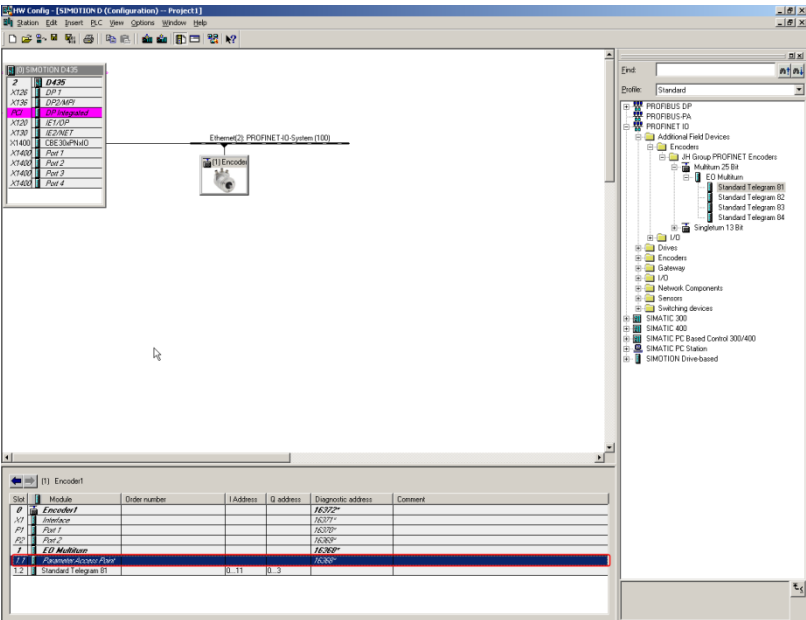 HW Config - [SIMOTION D (Configuration) -- Project1]
Station Edit Insert PLC View Options Window Help
(0) SIMOTION D435
2 D435
X126 DP1
X136 DP2/MPI
PCI DP Integrated
X120 IE1/OP
X130 IE2/NET
X1400 CBE30xPNxIO
X1400 Port 1
X1400 Port 2
X1400 Port 3
X1400 Port 4
Ethernet(2): PROFINET-IO-System (100)
(1) Encoder
Find:
Profile: Standard
PROFIBUS DP
PROFIBUS-PA
PROFINET IO
Additional Field Devices
Encoders
JH Group PROFINET Encoders
Multiturn 25 Bit
EO Multiturn
Standard Telegram 81
Standard Telegram 82
Standard Telegram 83
Standard Telegram 84
Singleturn 13 Bit
I/O
Drives
Encoders
Gateway
I/O
Network Components
Sensors
Switching devices
SIMATIC 300
SIMATIC 400
SIMATIC PC Based Control 300/400
SIMATIC PC Station
SIMOTION Drive-based
(1) Encoder1
Slot Module Order number I Address Q address Diagnostic address Comment
0 Encoder1 16372*
X1 Interface 16371*
P1 Port 1 16370*
P2 Port 2 16369*
1 EO Multiturn 16368*
1.1 Parameter Access Point 16368*
1.2 Standard Telegram 81 0...11 0...3